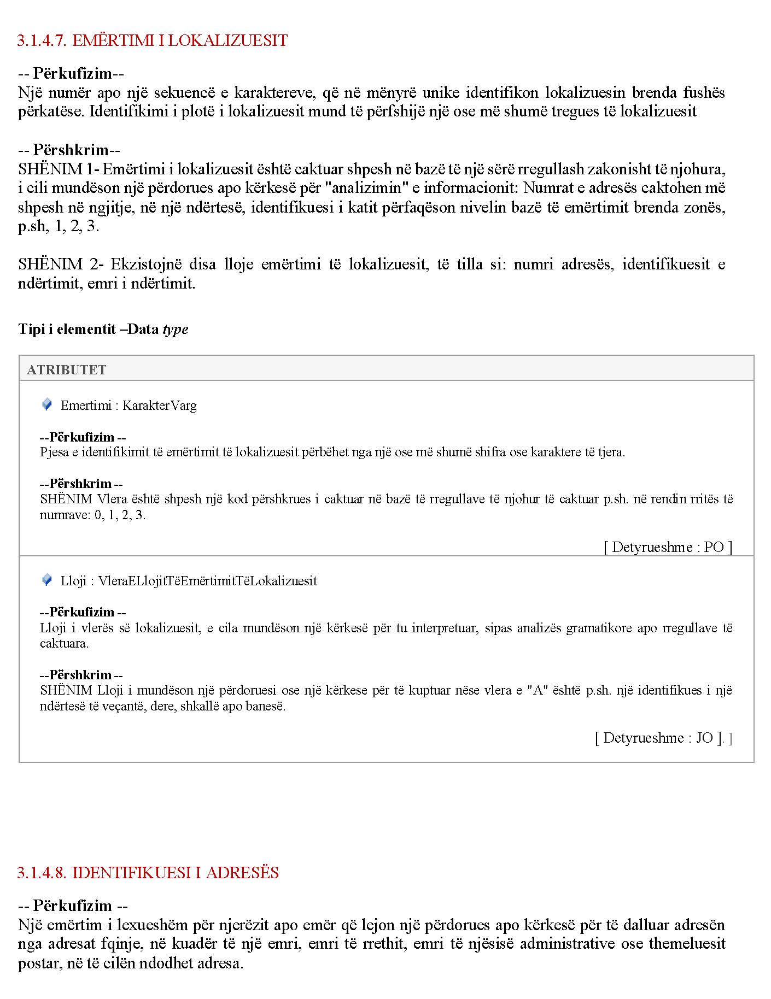 3.1.4.7. EMËRTIMI I LOKALIZUESIT
-- Përkufizim--
Një numër apo një sekuencë e karaktereve, që në mënyrë unike identifikon lokalizuesin brenda fushës
përkatëse. Identifikimi i plotë i lokalizuesit mund të përfshijë një ose më shumë tregues të lokalizuesit
-- Përshkrim--
SHËNIM 1- Emërtimi i lokalizuesit është caktuar shpesh në bazë të një sërë rregullash zakonisht të njohura,
i cili mundëson një përdorues apo kërkesë për "analizimin" e informacionit: Numrat e adresës caktohen më
shpesh në ngjitje, në një ndërtesë, identifikuesi i katit përfaqëson nivelin bazë të emërtimit brenda zonës,
p.sh, 1, 2, 3.
SHËNIM 2- Ekzistojnë disa lloje emërtimi të lokalizuesit, të tilla si: numri adresës, identifikuesit e
ndërtimit, emri i ndërtimit.
Tipi i elementit –Data type
ATRIBUTET
Emertimi : KarakterVarg
--Përkufizim --
Pjesa e identifikimit të emërtimit të lokalizuesit përbëhet nga një ose më shumë shifra ose karaktere të tjera.
--Përshkrim --
SHËNIM Vlera është shpesh një kod përshkrues i caktuar në bazë të rregullave të njohur të caktuar p.sh. në rendin rritës të
numrave: 0, 1, 2, 3.
[ Detyrueshme : PO ]
Lloji : VleraELlojitTëEmërtimitTëLokalizuesit
--Përkufizim --
Lloji i vlerës së lokalizuesit, e cila mundëson një kërkesë për tu interpretuar, sipas analizës gramatikore apo rregullave të
caktuara.
--Përshkrim --
SHËNIM Lloji i mundëson një përdoruesi ose një kërkese për të kuptuar nëse vlera e "A" është p.sh. një identifikues i një
ndërtesë të veçantë, dere, shkallë apo banesë.
[ Detyrueshme : JO ]. ]
3.1.4.8. IDENTIFIKUESI I ADRESËS
-- Përkufizim --
Një emërtim i lexueshëm për njerëzit apo emër që lejon një përdorues apo kërkesë për të dalluar adresën
nga adresat fqinje, në kuadër të një emri, emri të rrethit, emri të njësisë administrative ose themeluesit
postar, në të cilën ndodhet adresa.